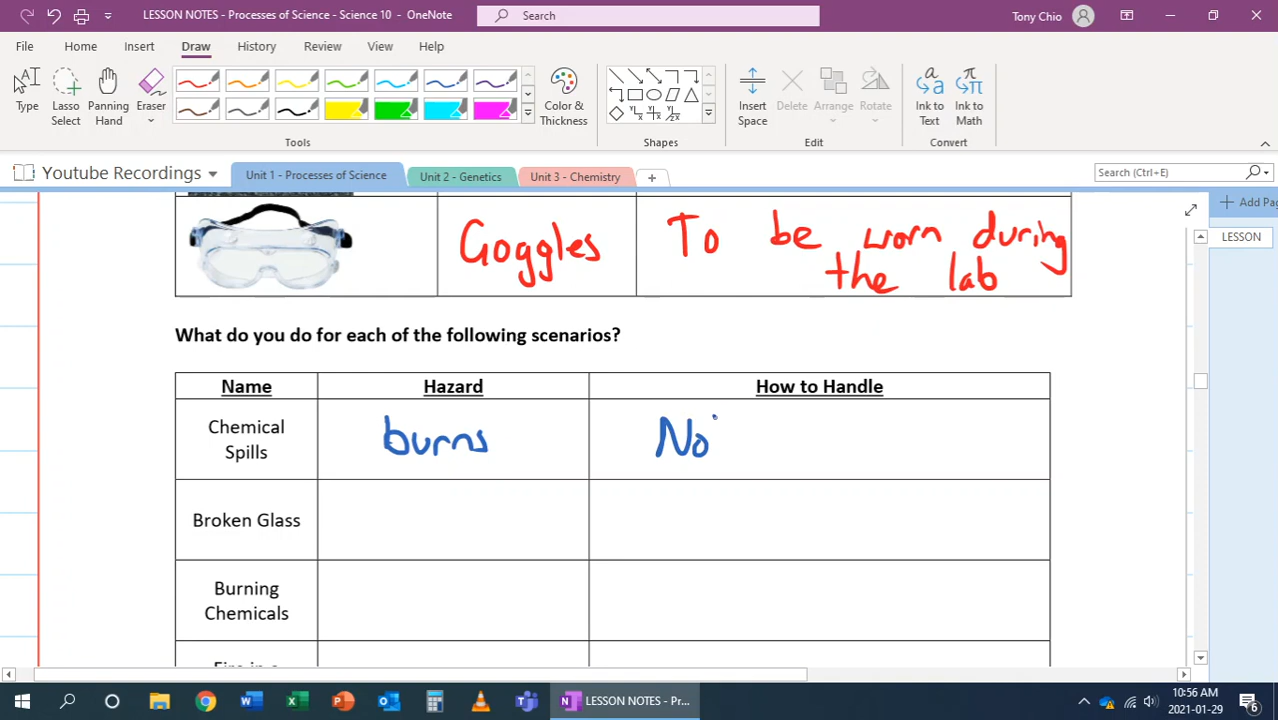 LESSON NOTES - Processes of Science - Science 10 - OneNote
Search
Tony Chio
File
Home
Insert
Draw
History
Review
View
Help
Type
Lasso Select
Panning Hand
Eraser
Color & Thickness
Insert Space
Delete
Arrange
Rotate
Ink to Text
Ink to Math
Tools
Shapes
Edit
Convert
Youtube Recordings
Unit 1 - Processes of Science
Unit 2 - Genetics
Unit 3 - Chemistry
Search (Ctrl+E)
Add Pag
LESSON
Goggles
To be worn during
the lab
What do you do for each of the following scenarios?
Name
Hazard
How to Handle
Chemical
Spills
burns
No
Broken Glass
Burning
Chemicals
LESSON NOTES - Pr...
10:56 AM
2021-01-29
6